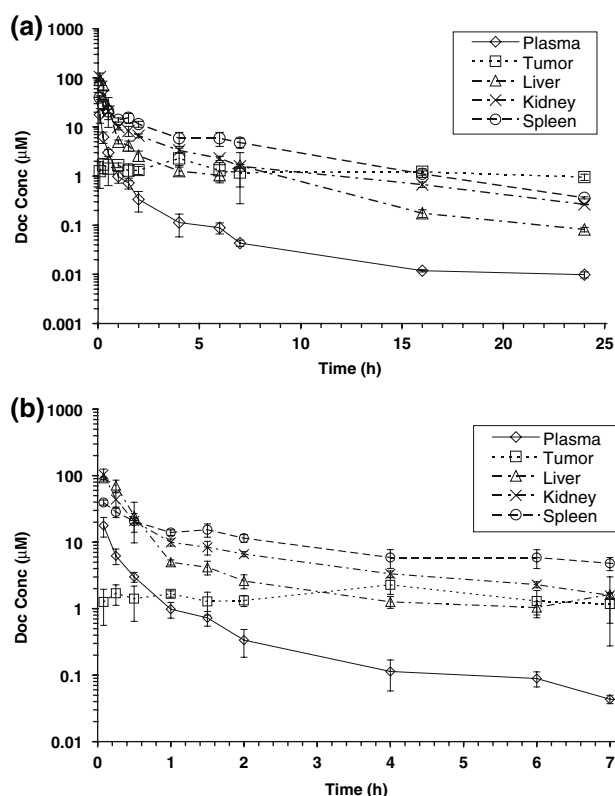 (a)
1000
100
10
1
0.1
0.01
0.001
Doc Conc (μM)
Plasma
Tumor
Liver
Kidney
Spleen
0 5 10 15 20 25
Time (h)
(b)
1000
100
10
1
0.1
0.01
Doc Conc (μM)
Plasma
Tumor
Liver
Kidney
Spleen
0 1 2 3 4 5 6 7
Time (h)